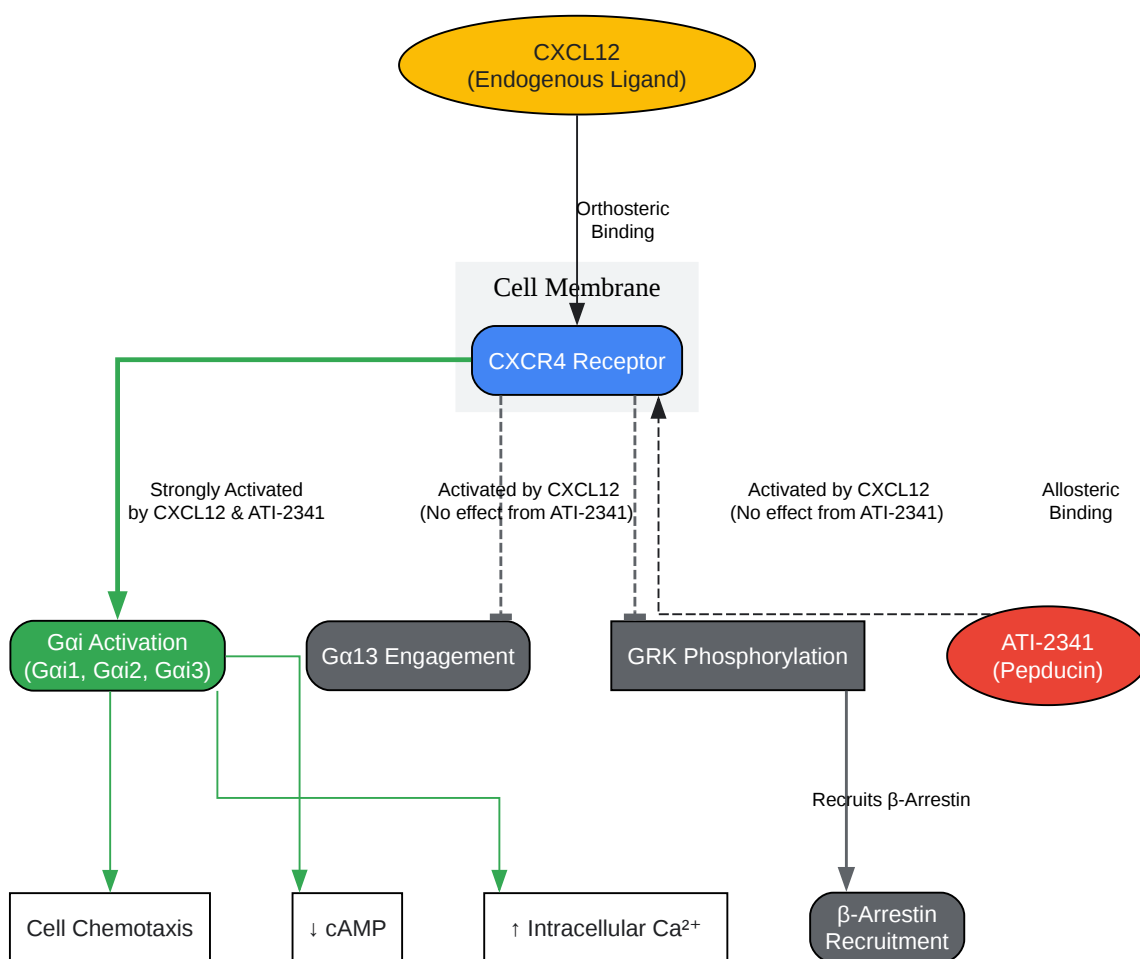 CXCL12
(Endogenous Ligand)
Orthosteric
Binding
Cell Membrane
CXCR4 Receptor
Strongly Activated
by CXCL12 & ATI-2341
Activated by CXCL12
(No effect from ATI-2341)
Activated by CXCL12
(No effect from ATI-2341)
Allosteric
Binding
Gαi Activation
(Gαi1, Gαi2, Gαi3)
Gα13 Engagement
GRK Phosphorylation
ATI-2341
(Pepducin)
Recruits β-Arrestin
Cell Chemotaxis
↓ cAMP
↑ Intracellular Ca²⁺
β-Arrestin
Recruitment